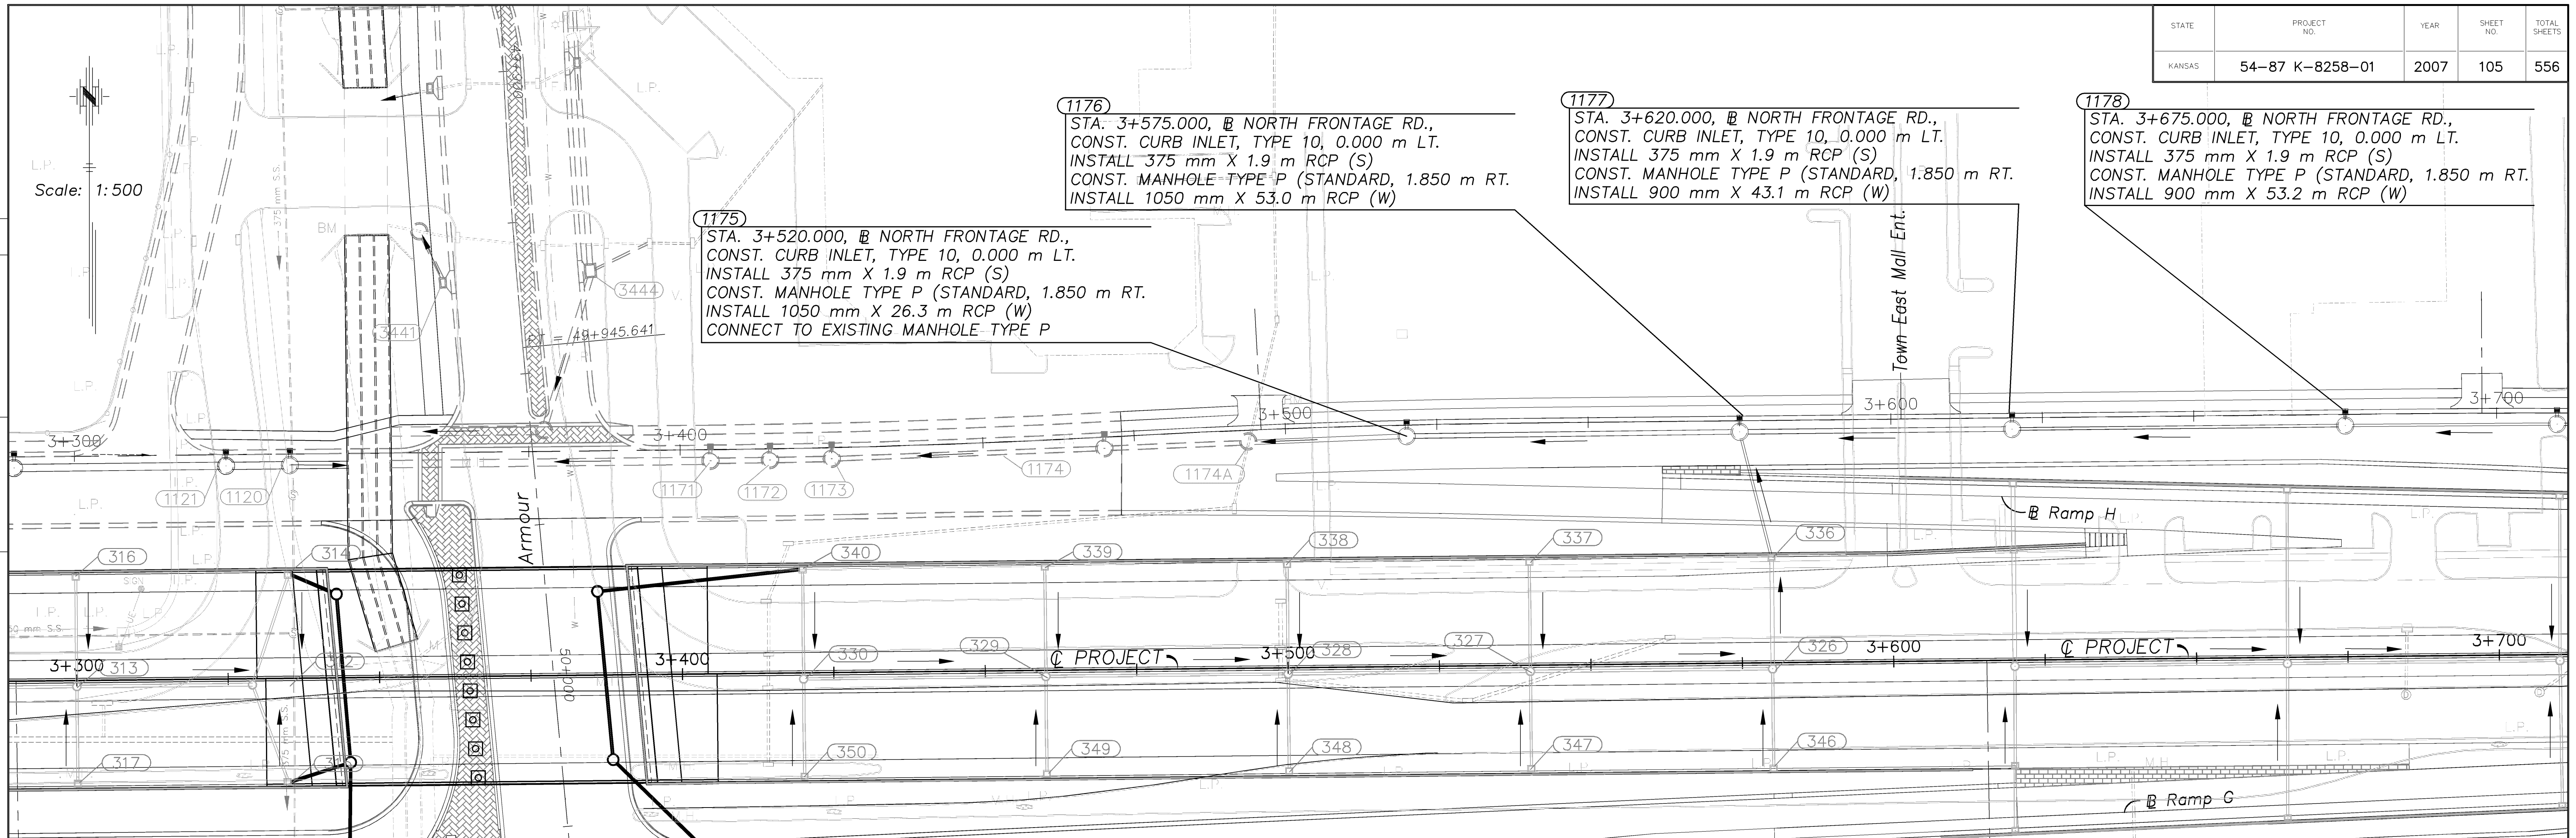 STATE PROJECT NO. YEAR SHEET NO. TOTAL SHEETS
KANSAS 54-87 K-8258-01 2007 105 556
Scale: 1:500
1175
STA. 3+520.000, ⅊ NORTH FRONTAGE RD.,
CONST. CURB INLET, TYPE 10, 0.000 m LT.
INSTALL 375 mm X 1.9 m RCP (S)
CONST. MANHOLE TYPE P (STANDARD, 1.850 m RT.
INSTALL 1050 mm X 26.3 m RCP (W)
CONNECT TO EXISTING MANHOLE TYPE P
1176
STA. 3+575.000, ⅊ NORTH FRONTAGE RD.,
CONST. CURB INLET, TYPE 10, 0.000 m LT.
INSTALL 375 mm X 1.9 m RCP (S)
CONST. MANHOLE TYPE P (STANDARD, 1.850 m RT.
INSTALL 1050 mm X 53.0 m RCP (W)
1177
STA. 3+620.000, ⅊ NORTH FRONTAGE RD.,
CONST. CURB INLET, TYPE 10, 0.000 m LT.
INSTALL 375 mm X 1.9 m RCP (S)
CONST. MANHOLE TYPE P (STANDARD, 1.850 m RT.
INSTALL 900 mm X 43.1 m RCP (W)
1178
STA. 3+675.000, ⅊ NORTH FRONTAGE RD.,
CONST. CURB INLET, TYPE 10, 0.000 m LT.
INSTALL 375 mm X 1.9 m RCP (S)
CONST. MANHOLE TYPE P (STANDARD, 1.850 m RT.
INSTALL 900 mm X 53.2 m RCP (W)
375 mm S.S.
BM
3444
3441
= 49+945.641
Town East Mall Ent.
3+300
3+400
3+500
3+600
3+700
1121
1120
1171
1172
1173
1174
1174A
Armour
⅊ Ramp H
316
314
340
339
338
337
336
SIGN
3+300
313
3+400
330
329
℄ PROJECT
3+500
328
327
326
3+600
℄ PROJECT
3+700
50+000
375 mm S.S.
317
350
349
348
347
346
M.H.
⅊ Ramp G